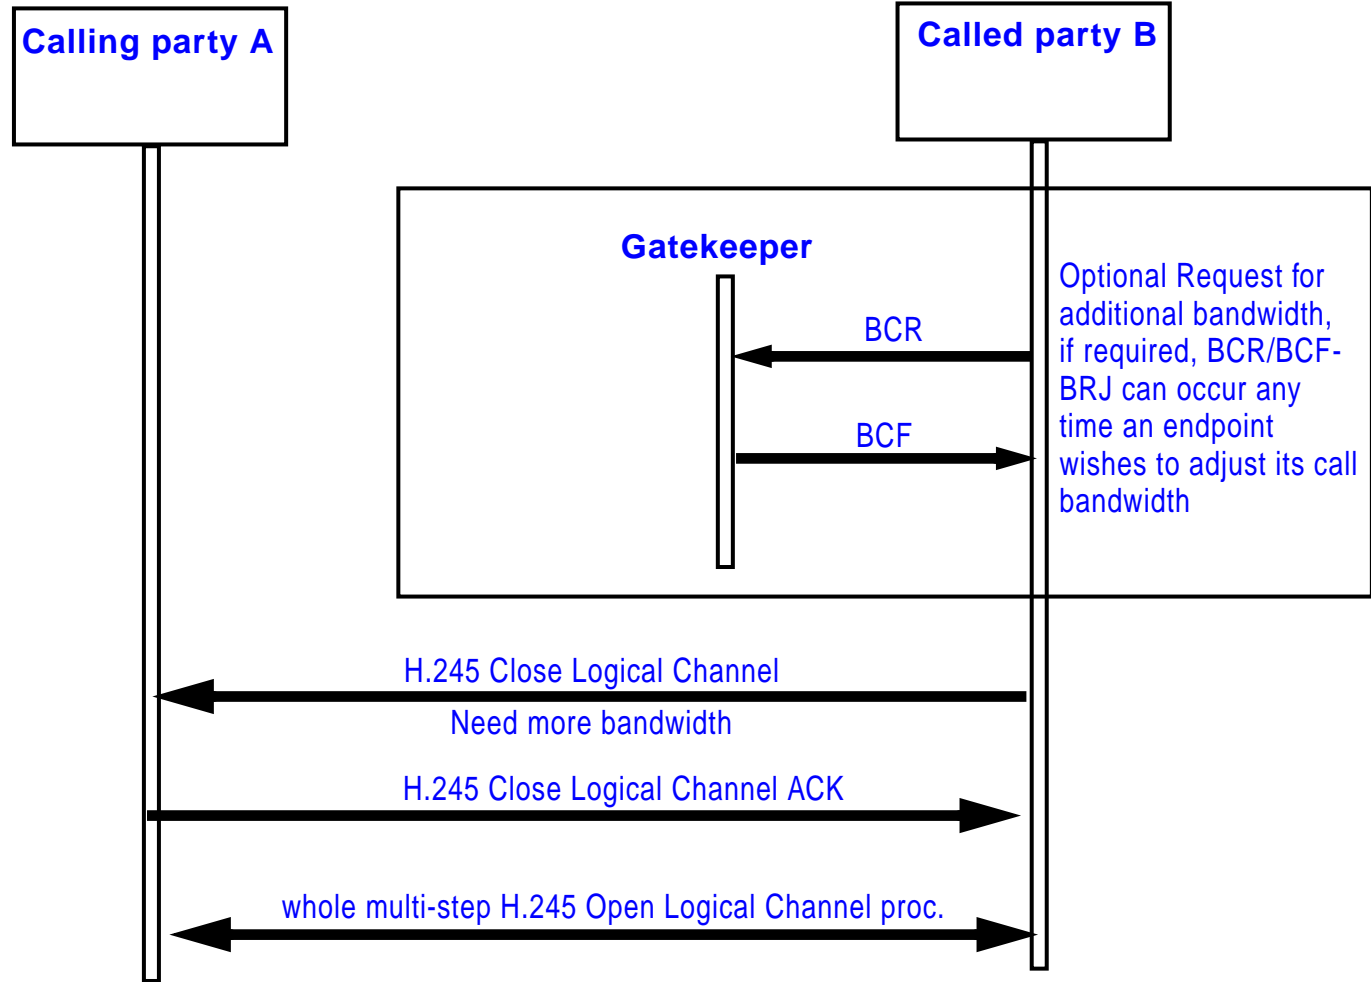 Calling party A
Called party B
Gatekeeper
BCR
BCF
Optional Request for
additional bandwidth,
if required, BCR/BCF-
BRJ can occur any
time an endpoint
wishes to adjust its call
bandwidth
H.245 Close Logical Channel
Need more bandwidth
H.245 Close Logical Channel ACK
whole multi-step H.245 Open Logical Channel proc.